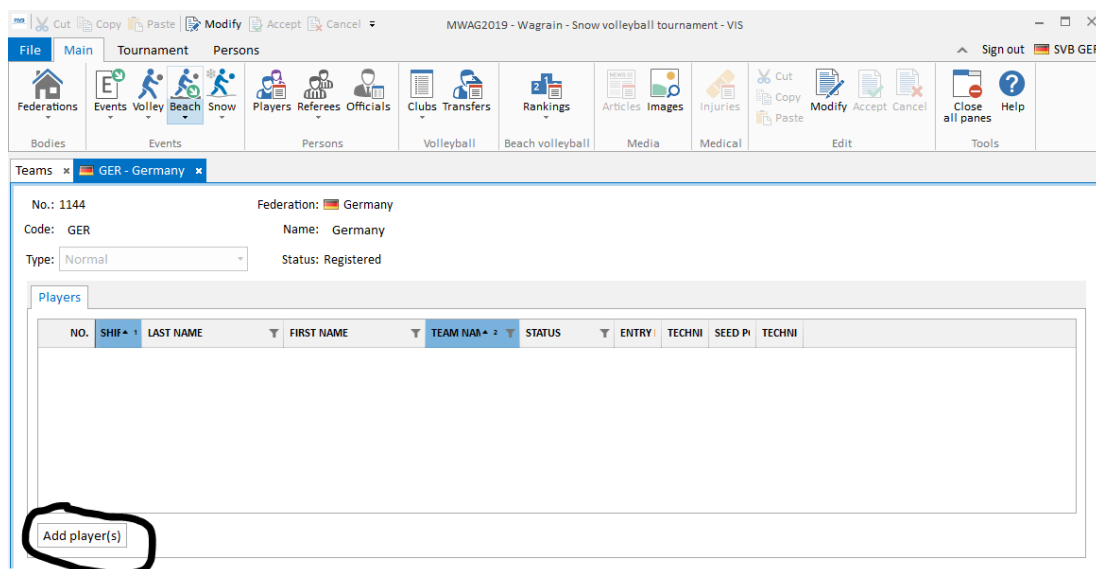 Cut Copy Paste Modify Accept Cancel MWAG2019 - Wagrain - Snow volleyball tournament - VIS
File Main Tournament Persons Sign out SVB GER
Federations Events Volley Beach Snow Players Referees Officials Clubs Transfers Rankings Articles Images Injuries Cut Copy Paste Modify Accept Cancel Close all panes Help
Bodies Events Persons Volleyball Beach volleyball Media Medical Edit Tools
Teams GER - Germany
No.: 1144 Federation: Germany
Code: GER Name: Germany
Type: Normal Status: Registered
Players
NO. SHIF 1 LAST NAME FIRST NAME TEAM NAM 2 STATUS ENTRY TECHNI SEED P TECHNI
Add player(s)